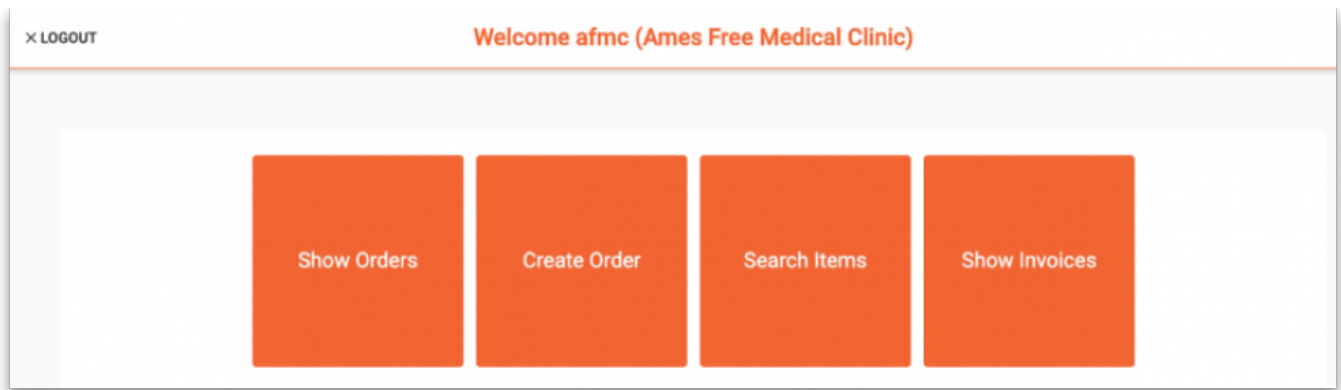 × LOGOUT
Welcome afmc (Ames Free Medical Clinic)
Show Orders
Create Order
Search Items
Show Invoices